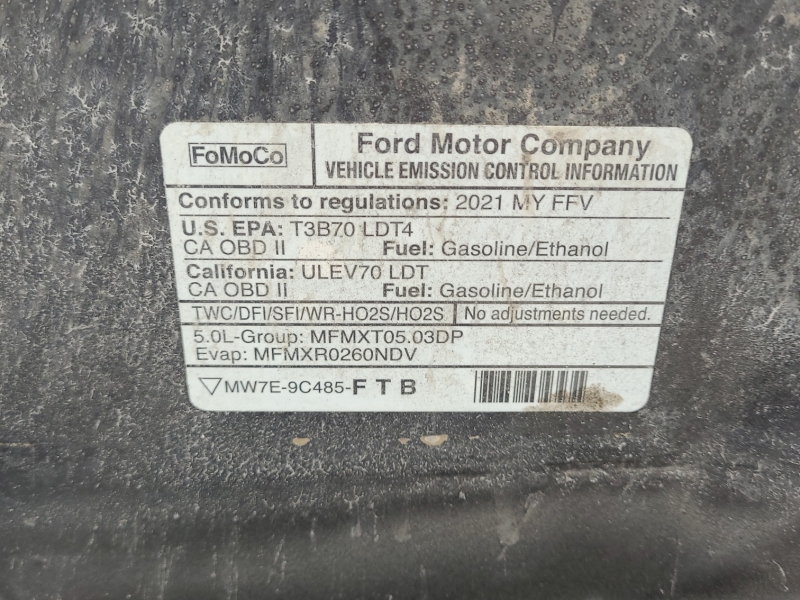 FoMoCo
Ford Motor Company
VEHICLE EMISSION CONTROL INFORMATION
Conforms to regulations: 2021 MY FFV
U.S. EPA: T3B70 LDT4
CA OBD II Fuel: Gasoline/Ethanol
California: ULEV70 LDT
CA OBD II Fuel: Gasoline/Ethanol
TWC/DFI/SFI/WR-HO2S/HO2S No adjustments needed.
5.0L-Group: MFMXT05.03DP
Evap: MFMXR0260NDV
MW7E-9C485-F T B